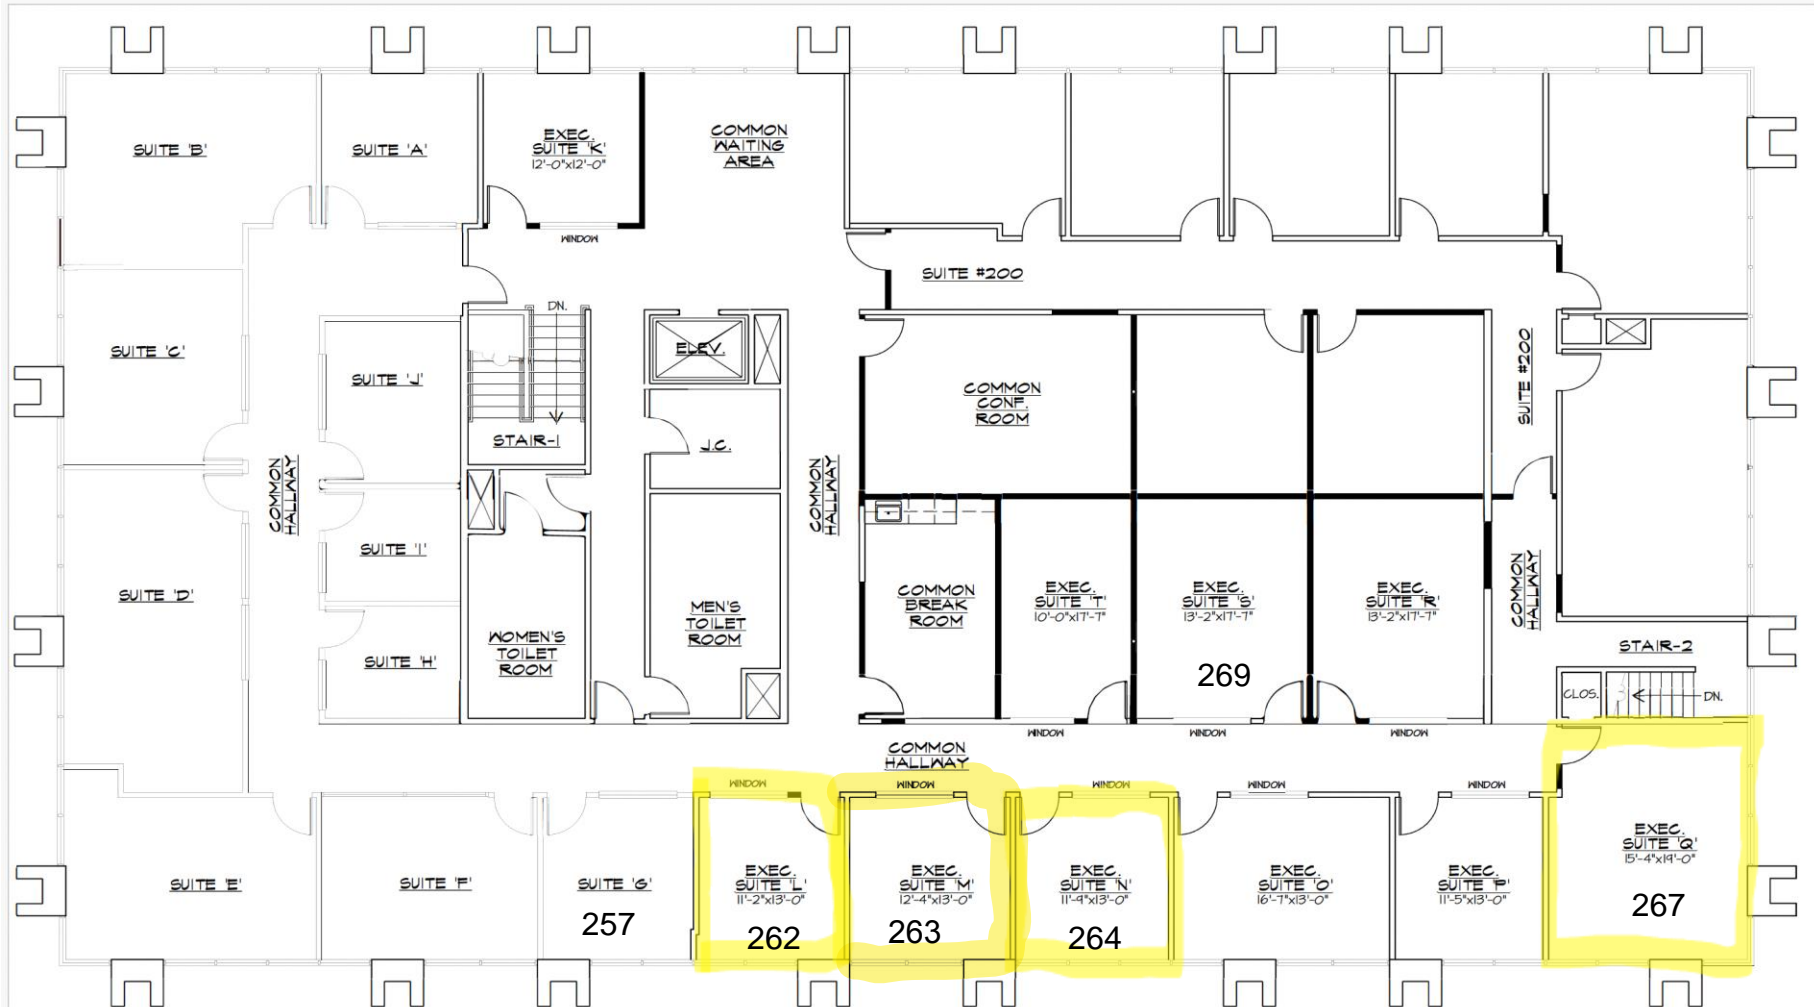 SUITE 'B'
SUITE 'A'
EXEC.
SUITE 'K'
12'-0"x12'-0"
WINDOW
COMMON
WAITING
AREA
SUITE #200
SUITE 'C'
SUITE 'J'
DN.
STAIR-1
ELEV.
J.C.
COMMON
CONF.
ROOM
SUITE #200
COMMON
HALLWAY
COMMON
HALLWAY
SUITE 'I'
SUITE 'D'
SUITE 'H'
WOMEN'S
TOILET
ROOM
MEN'S
TOILET
ROOM
COMMON
BREAK
ROOM
EXEC.
SUITE 'T'
10'-0"x17'-7"
EXEC.
SUITE 'S'
13'-2"x17'-7"
269
EXEC.
SUITE 'R'
13'-2"x17'-7"
COMMON
HALLWAY
STAIR-2
CLOS.
DN.
WINDOW
WINDOW
WINDOW
COMMON
HALLWAY
WINDOW
WINDOW
WINDOW
WINDOW
WINDOW
SUITE 'E'
SUITE 'F'
SUITE 'G'
257
EXEC.
SUITE 'L'
11'-2"x13'-0"
262
EXEC.
SUITE 'M'
12'-4"x13'-0"
263
EXEC.
SUITE 'N'
11'-9"x13'-0"
264
EXEC.
SUITE 'O'
16'-7"x13'-0"
EXEC.
SUITE 'P'
11'-5"x13'-0"
EXEC.
SUITE 'Q'
15'-4"x19'-0"
267